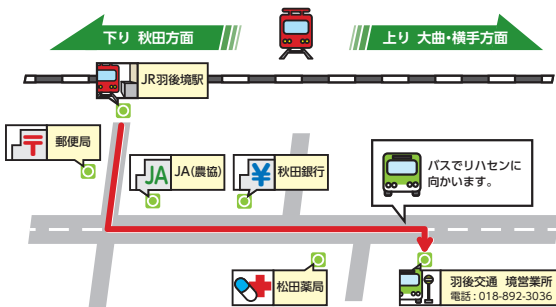 下り 秋田方面
上り 大曲・横手方面
JR羽後境駅
郵便局
JA
JA(農協)
秋田銀行
バスでリハセンに
向かいます。
松田薬局
羽後交通 境営業所
電話：018-892-3036